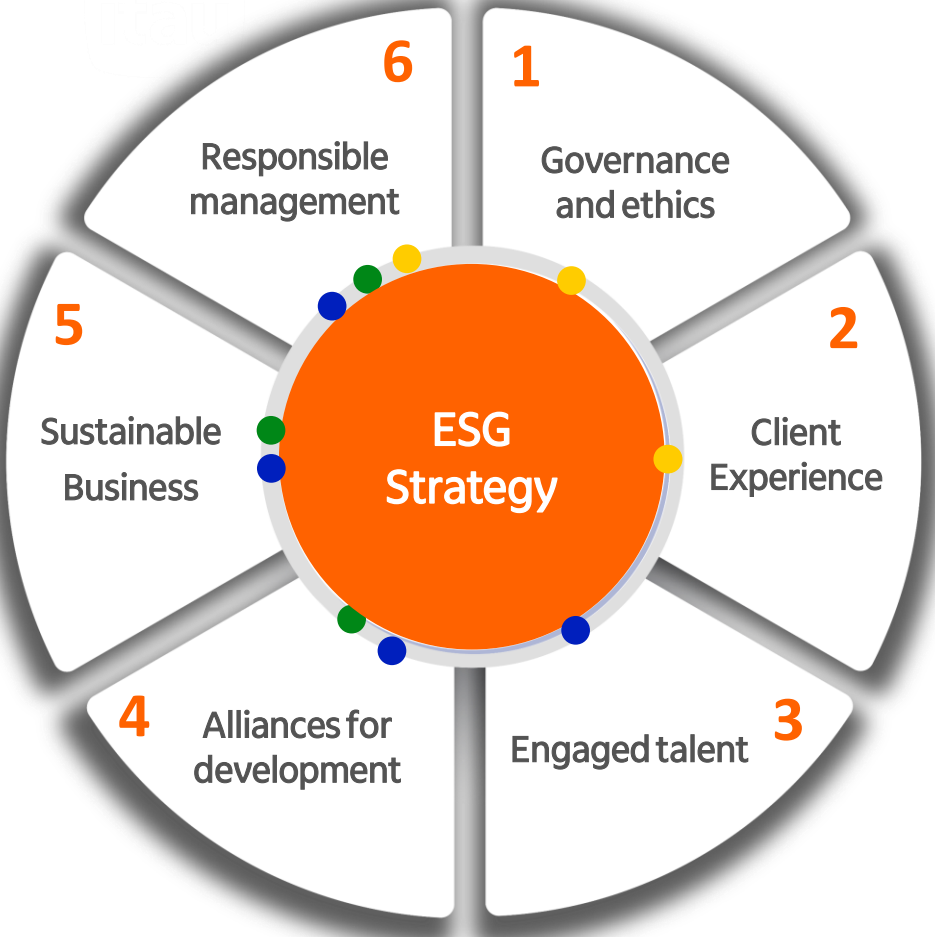 6
Responsible
management
1
Governance
and ethics
5
Sustainable
Business
ESG
Strategy
2
Client
Experience
4
Alliances for
development
3
Engaged talent